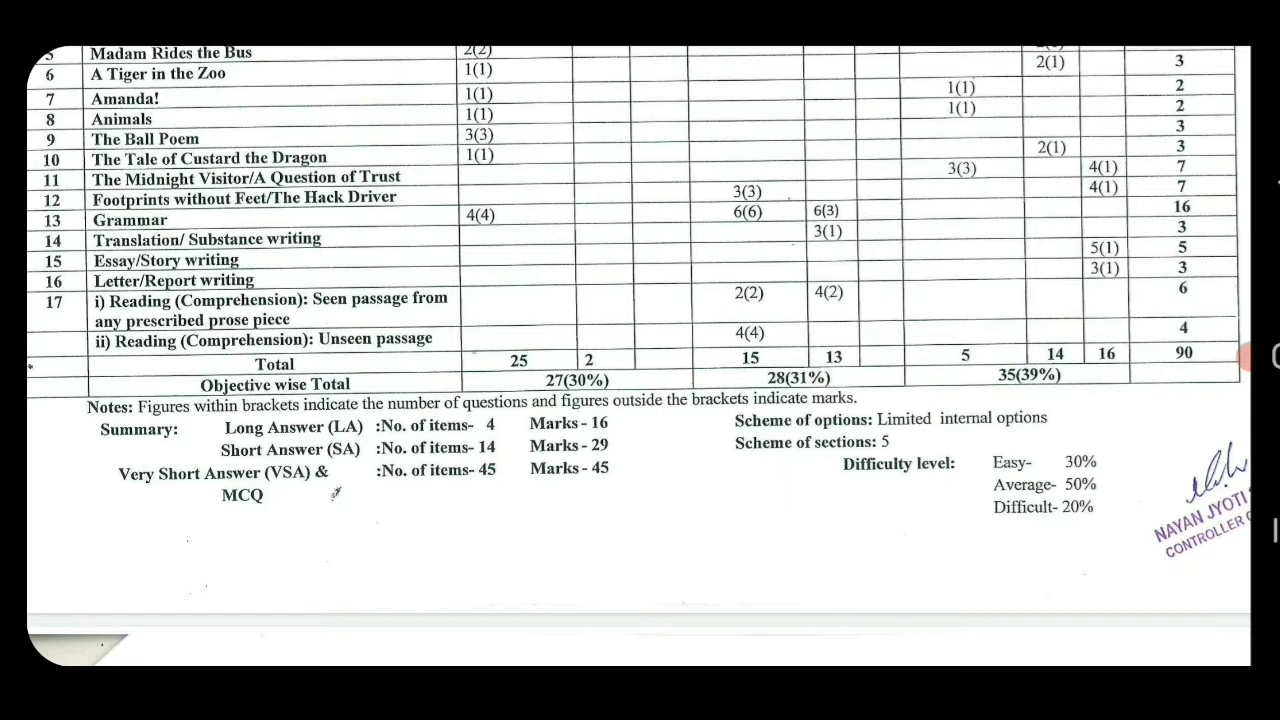 5 Madam Rides the Bus 2(2)
6 A Tiger in the Zoo 1(1) 2(1) 3
7 Amanda! 1(1) 1(1) 2
8 Animals 1(1) 1(1) 2
9 The Ball Poem 3(3) 3
10 The Tale of Custard the Dragon 1(1) 2(1) 3
11 The Midnight Visitor/A Question of Trust 3(3) 4(1) 7
12 Footprints without Feet/The Hack Driver 3(3) 4(1) 7
13 Grammar 4(4) 6(6) 6(3) 16
14 Translation/ Substance writing 3(1) 3
15 Essay/Story writing 5(1) 5
16 Letter/Report writing 3(1) 3
17 i) Reading (Comprehension): Seen passage from 2(2) 4(2) 6
any prescribed prose piece
ii) Reading (Comprehension): Unseen passage 4(4) 4
Total 25 2 15 13 5 14 16 90
Objective wise Total 27(30%) 28(31%) 35(39%)
Notes: Figures within brackets indicate the number of questions and figures outside the brackets indicate marks.
Summary: Long Answer (LA) :No. of items- 4 Marks - 16 Scheme of options: Limited internal options
Short Answer (SA) :No. of items- 14 Marks - 29 Scheme of sections: 5
Very Short Answer (VSA) & :No. of items- 45 Marks - 45 Difficulty level: Easy- 30%
MCQ Average- 50%
Difficult- 20%
NAYAN JYOTI
CONTROLLER